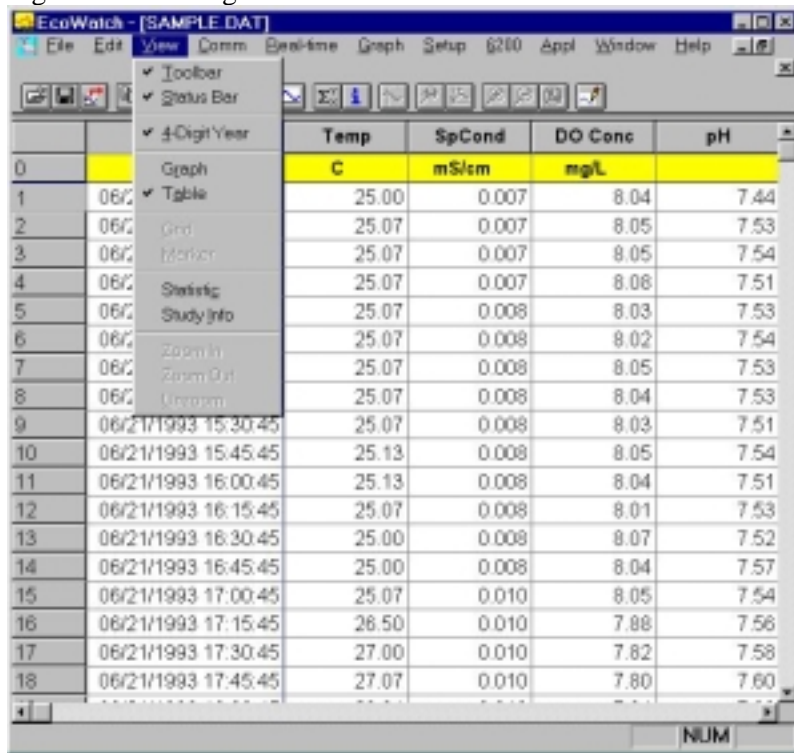 EcoWatch - [SAMPLE.DAT]
File Edit View Comm Real-time Graph Setup 6200 Appl Window Help
Toolbar
Status Bar
4-Digit Year
Graph
Table
Grid
Marker
Statistic
Study Info
Zoom In
Zoom Out
Unzoom
Temp SpCond DO Conc pH
0 C mS/cm mg/L
1 06/2 25.00 0.007 8.04 7.44
2 06/2 25.07 0.007 8.05 7.53
3 06/2 25.07 0.007 8.05 7.54
4 06/2 25.07 0.007 8.08 7.51
5 06/2 25.07 0.008 8.03 7.53
6 06/2 25.07 0.008 8.02 7.54
7 06/2 25.07 0.008 8.05 7.53
8 06/2 25.07 0.008 8.04 7.53
9 06/21/1993 15:30:45 25.07 0.008 8.03 7.51
10 06/21/1993 15:45:45 25.13 0.008 8.05 7.54
11 06/21/1993 16:00:45 25.13 0.008 8.04 7.51
12 06/21/1993 16:15:45 25.07 0.008 8.01 7.53
13 06/21/1993 16:30:45 25.00 0.008 8.07 7.52
14 06/21/1993 16:45:45 25.00 0.008 8.04 7.57
15 06/21/1993 17:00:45 25.07 0.010 8.05 7.54
16 06/21/1993 17:15:45 26.50 0.010 7.88 7.56
17 06/21/1993 17:30:45 27.00 0.010 7.82 7.58
18 06/21/1993 17:45:45 27.07 0.010 7.80 7.60
NUM